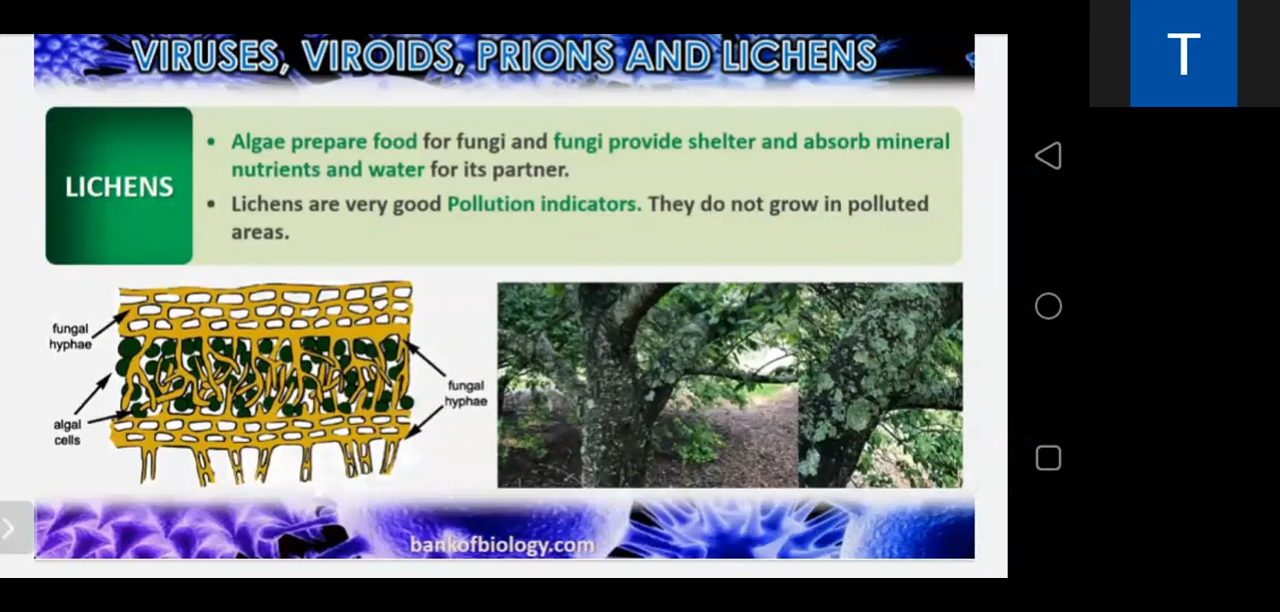 T
VIRUSES, VIROIDS, PRIONS AND LICHENS
LICHENS
• Algae prepare food for fungi and fungi provide shelter and absorb mineral
nutrients and water for its partner.
• Lichens are very good Pollution indicators. They do not grow in polluted
areas.
fungal
hyphae
algal
cells
fungal
hyphae
bankofbiology.com